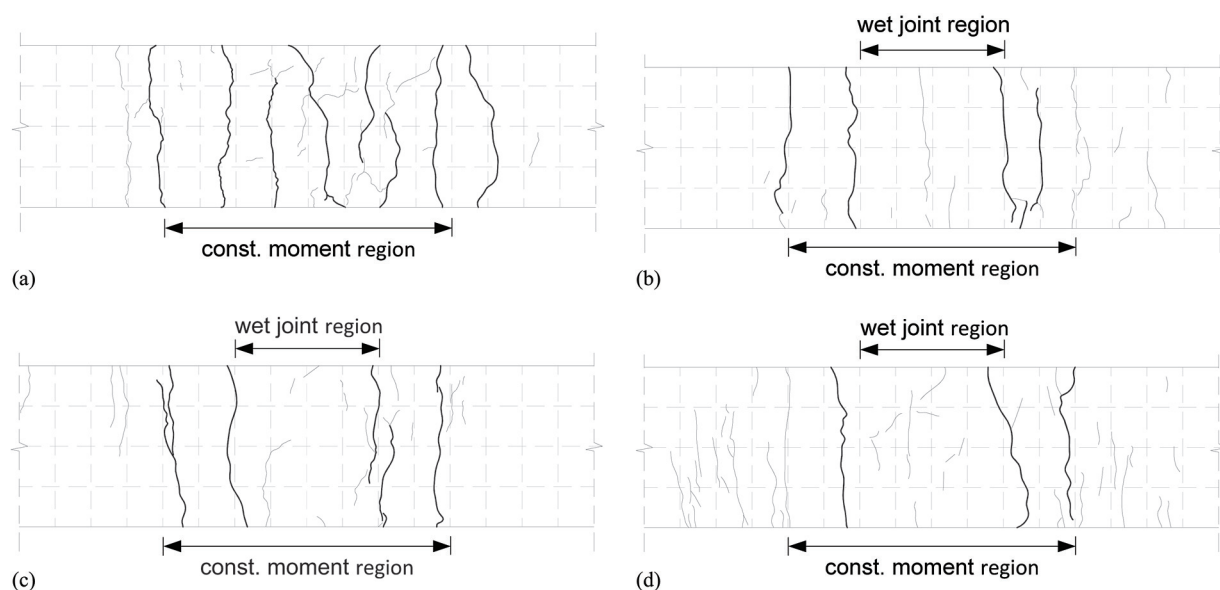 const. moment region
(a)
wet joint region
const. moment region
(b)
wet joint region
const. moment region
(c)
wet joint region
const. moment region
(d)